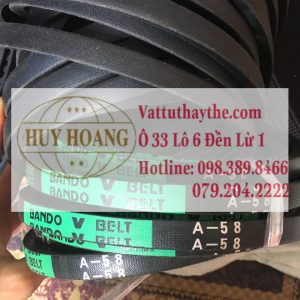 Vattuthaythe.com
HUY HOANG
Ô 33 Lô 6 Đền Lừ 1
Hotline: 098.389.8466
079.204.2222
BANDO V BELT A-58
BANDO V BELT A-58
BELT A-58